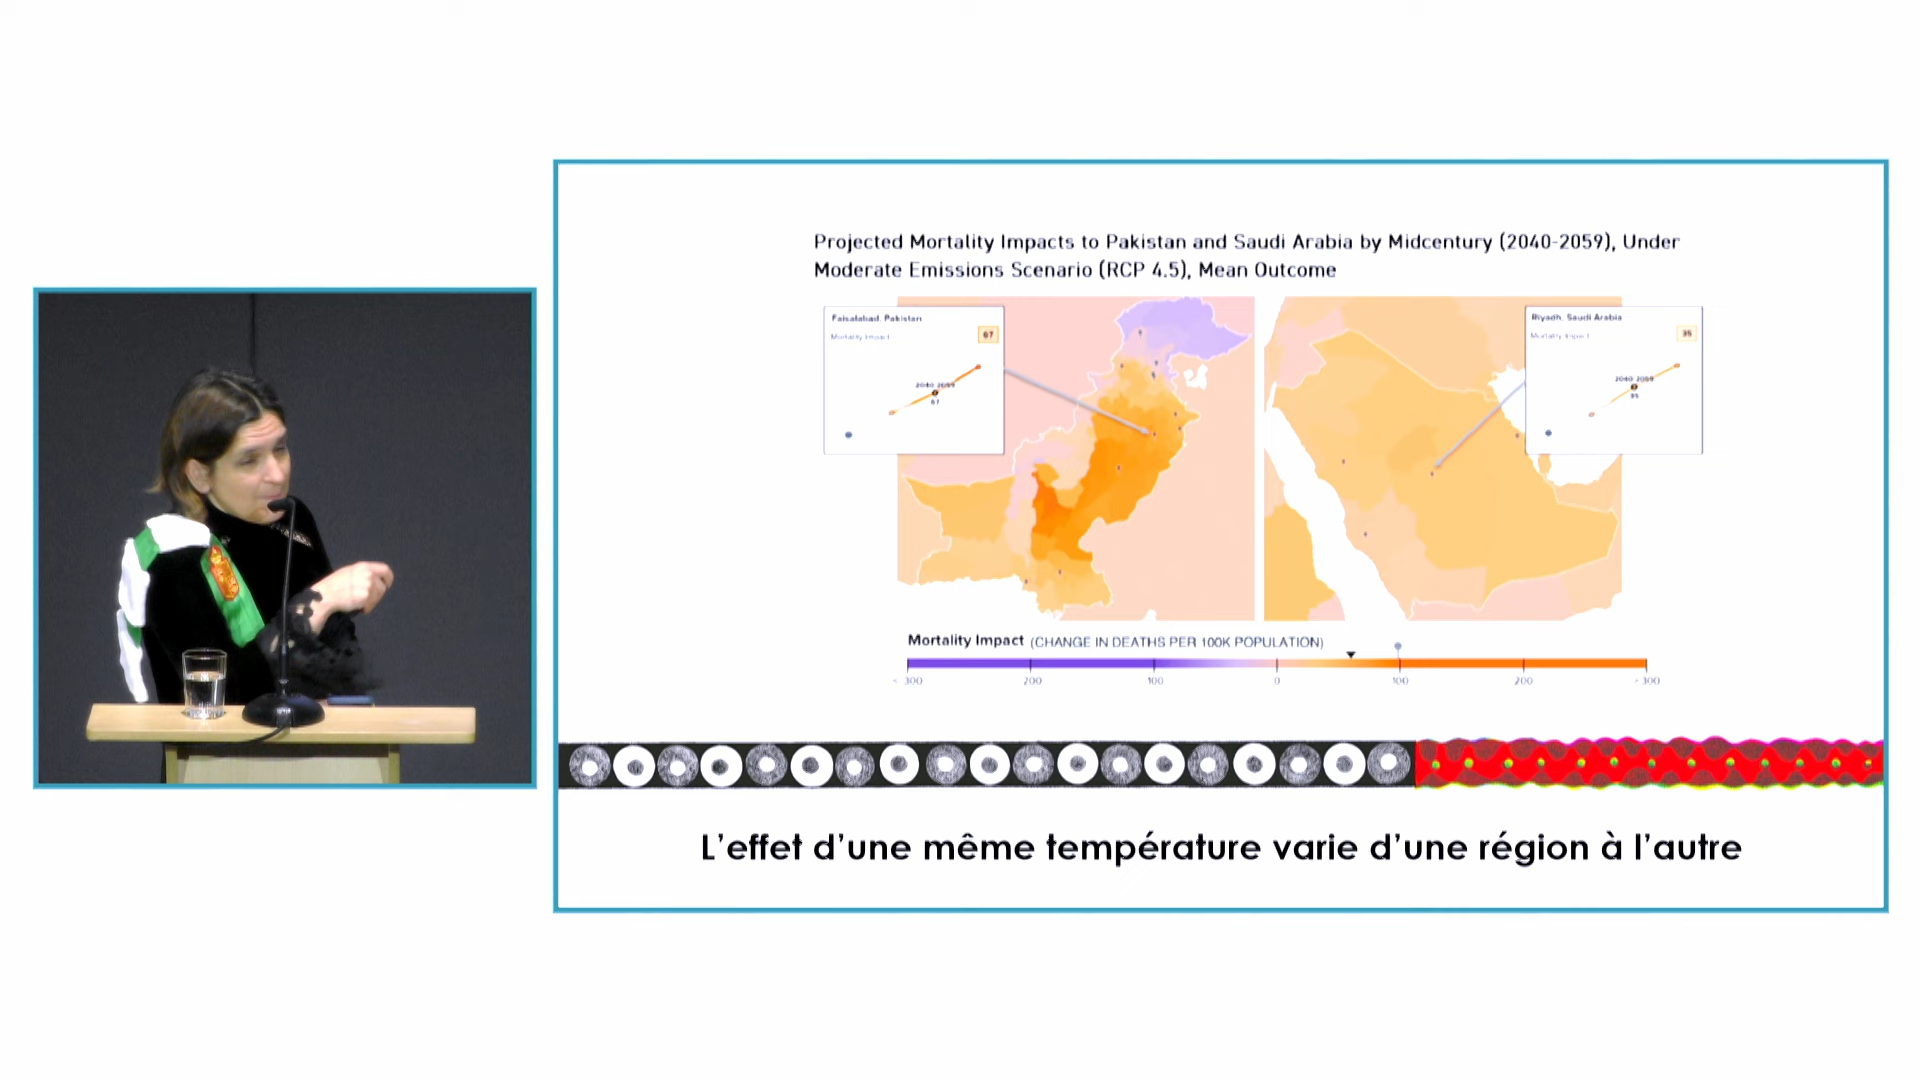 Projected Mortality Impacts to Pakistan and Saudi Arabia by Midcentury (2040-2059), Under
Moderate Emissions Scenario (RCP 4.5), Mean Outcome
Faisalabad, Pakistan
Mortality Impact
67
2040-2059
67
Riyadh, Saudi Arabia
Mortality Impact
35
2040-2059
35
Mortality Impact (CHANGE IN DEATHS PER 100K POPULATION)
< 300 200 100 0 100 200 > 300
L'effet d'une même température varie d'une région à l'autre